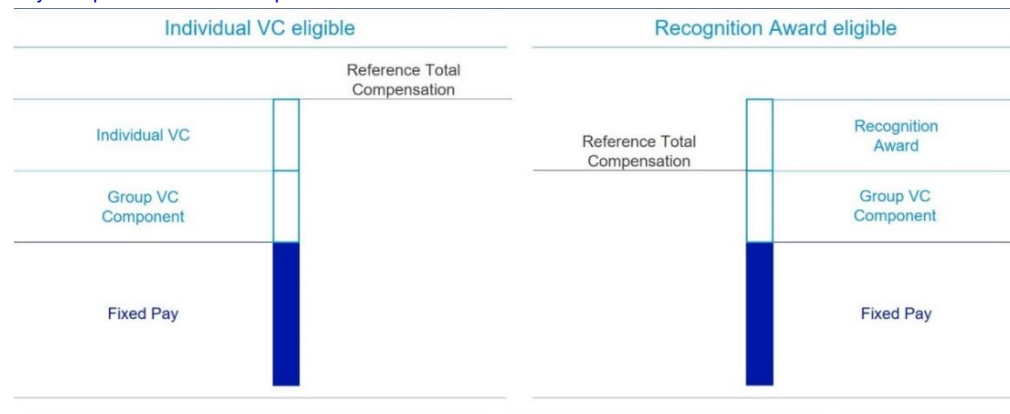 Individual VC eligible
Reference Total
Compensation
Individual VC
Group VC
Component
Fixed Pay
Recognition Award eligible
Reference Total
Compensation
Recognition
Award
Group VC
Component
Fixed Pay